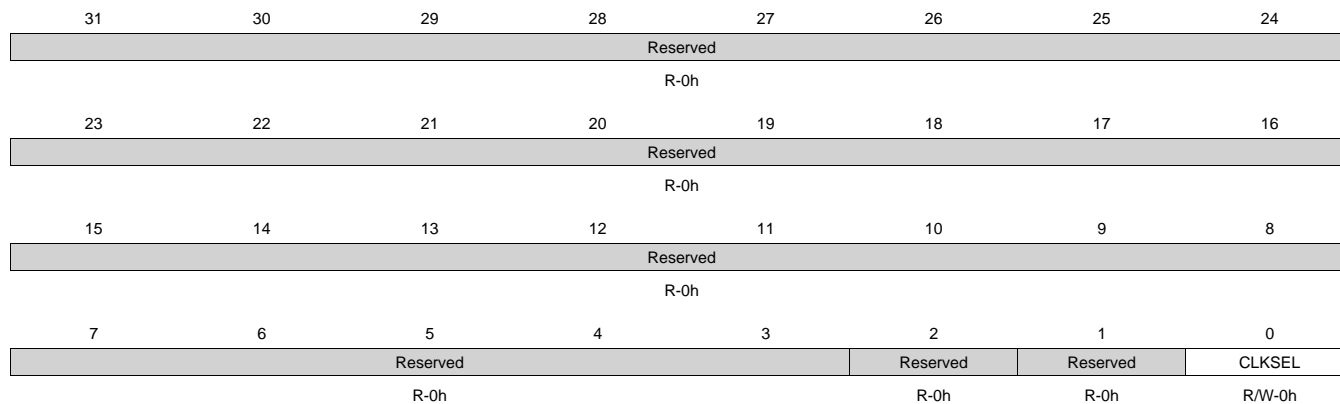 31 30 29 28 27 26 25 24
Reserved
R-0h
23 22 21 20 19 18 17 16
Reserved
R-0h
15 14 13 12 11 10 9 8
Reserved
R-0h
7 6 5 4 3 2 1 0
Reserved Reserved Reserved CLKSEL
R-0h R-0h R-0h R/W-0h